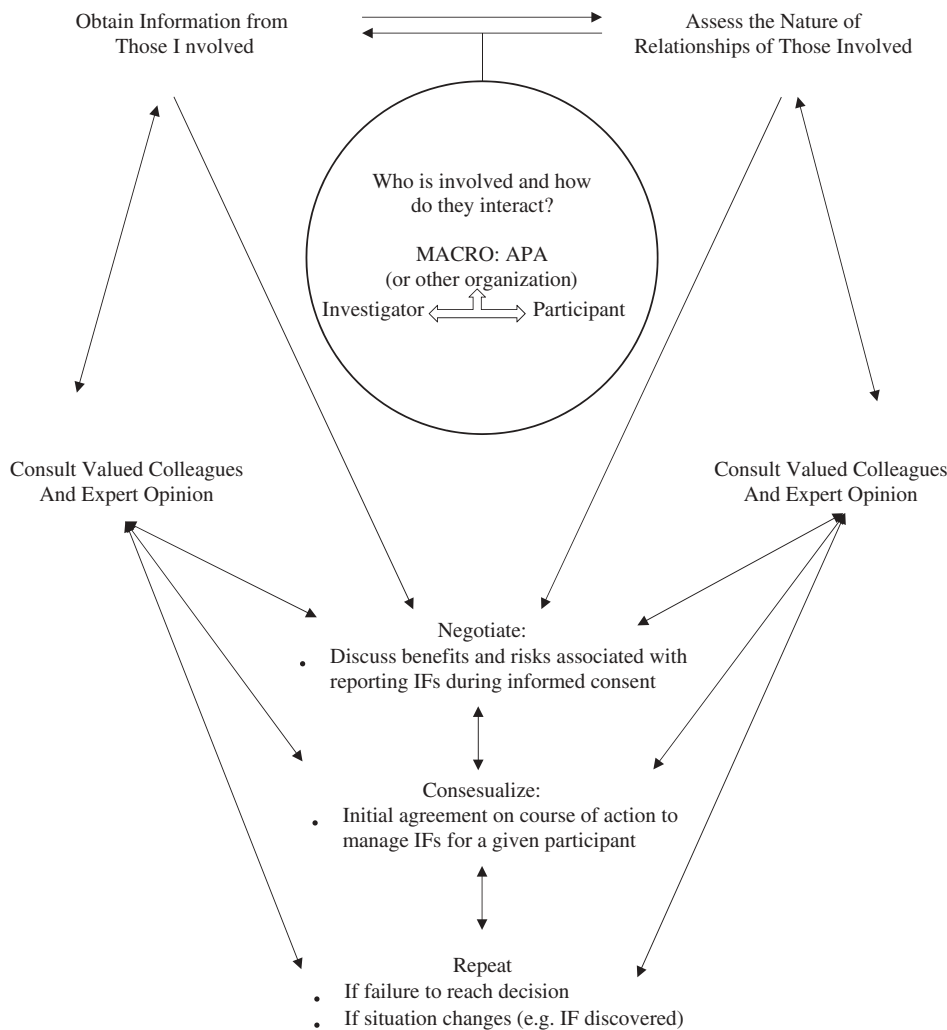 Obtain Information from
Those I nvolved
Assess the Nature of
Relationships of Those Involved
Who is involved and how
do they interact?
MACRO: APA
(or other organization)
Investigator
Participant
Consult Valued Colleagues
And Expert Opinion
Consult Valued Colleagues
And Expert Opinion
Negotiate:
• Discuss benefits and risks associated with
reporting IFs during informed consent
Consesualize:
• Initial agreement on course of action to
manage IFs for a given participant
Repeat
• If failure to reach decision
• If situation changes (e.g. IF discovered)